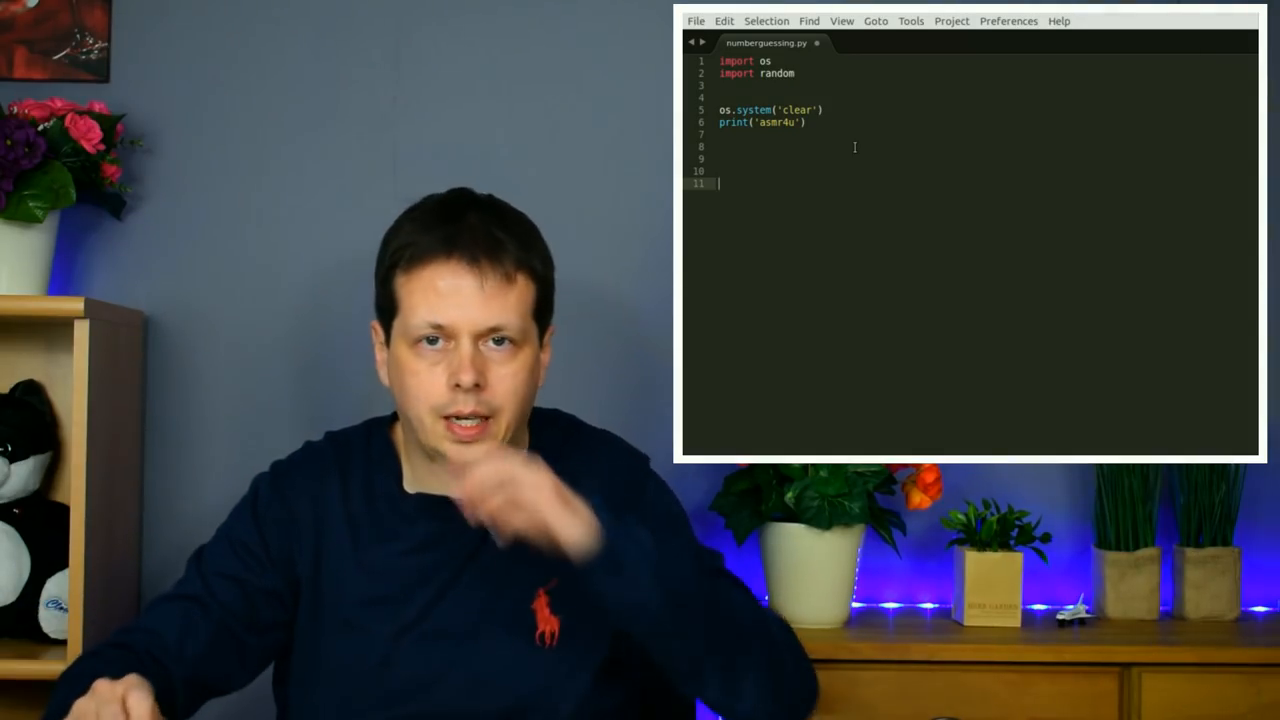 File Edit Selection Find View Goto Tools Project Preferences Help
numberguessing.py
1 import os
2 import random
3
4
5 os.system('clear')
6 print('asmr4u')
7
8
9
10
11
HERB GARDEN